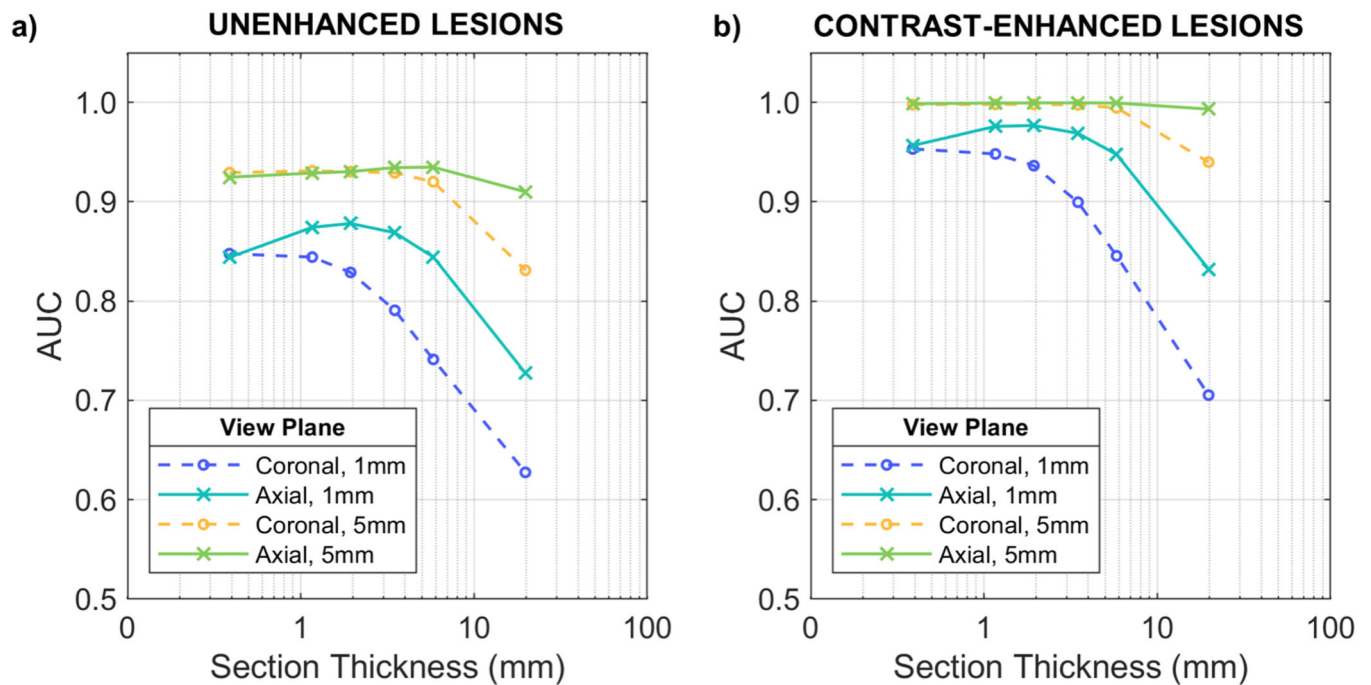 a)
UNENHANCED LESIONS
AUC
1.0
0.9
0.8
0.7
0.6
0.5
0
1
10
100
Section Thickness (mm)
View Plane
Coronal, 1mm
Axial, 1mm
Coronal, 5mm
Axial, 5mm
b)
CONTRAST-ENHANCED LESIONS
AUC
1.0
0.9
0.8
0.7
0.6
0.5
0
1
10
100
Section Thickness (mm)
View Plane
Coronal, 1mm
Axial, 1mm
Coronal, 5mm
Axial, 5mm